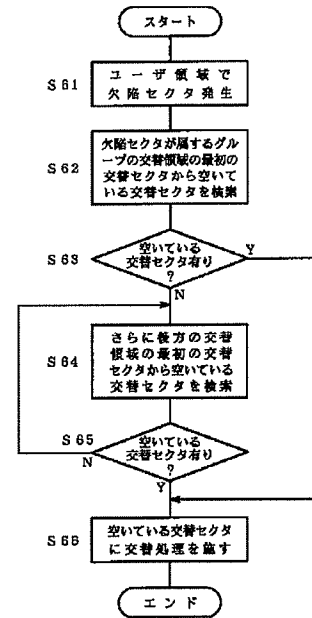 スタート
S61
ユーザ領域で
欠陥セクタ発生
S62
欠陥セクタが属するグル
ープの交替領域の最初の
交替セクタから空いて
いる交替セクタを検索
S63
空いている
交替セクタ有り
?
Y
N
S64
さらに後方の交替
領域の最初の交替
セクタから空いている
交替セクタを検索
S65
空いている
交替セクタ有り
?
N
Y
S66
空いている交替セクタ
に交替処理を施す
エンド